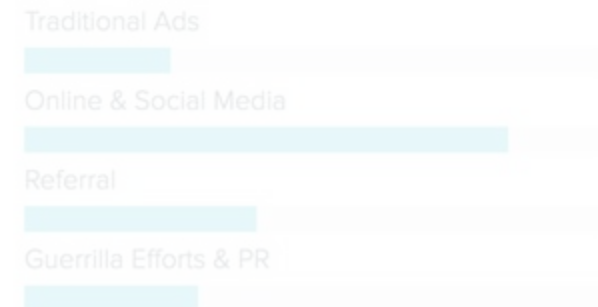 Traditional Ads
Online & Social Media
Referral
Guerrilla Efforts & PR